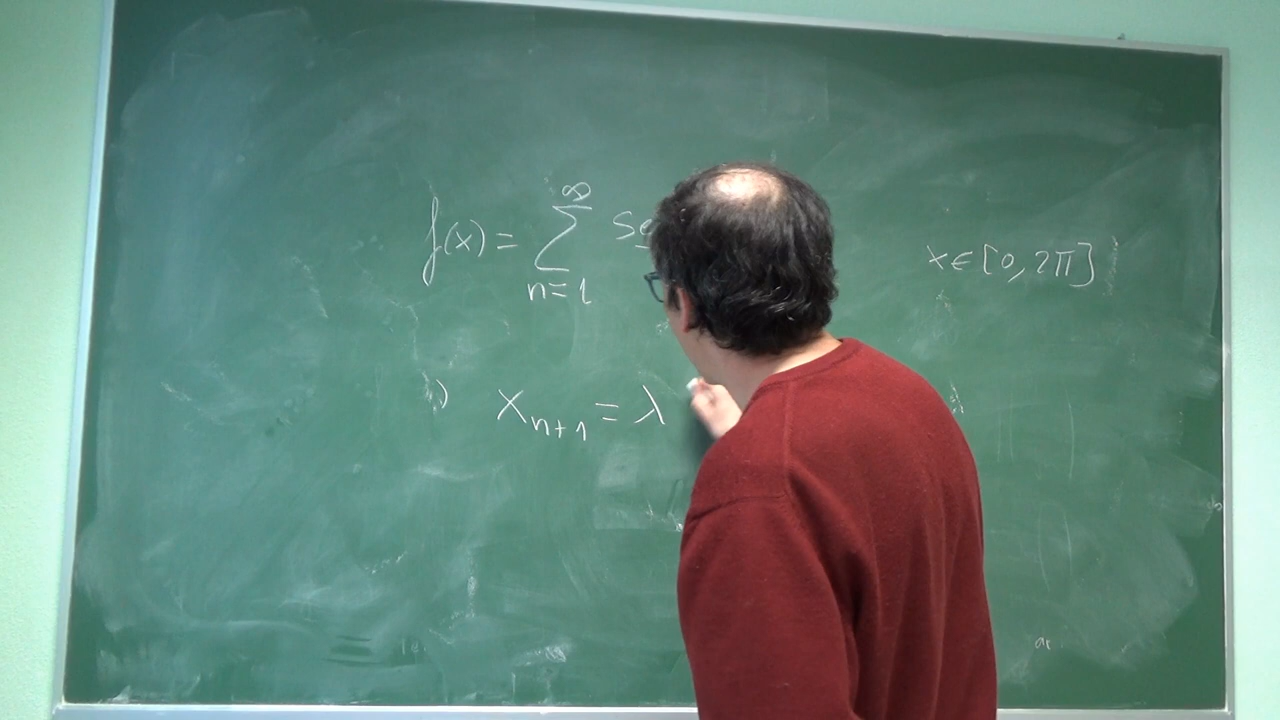 f(x) = ∑_{n=1}^{∞} se x ∈ [0, 2π]
) x_{n+1} = λ